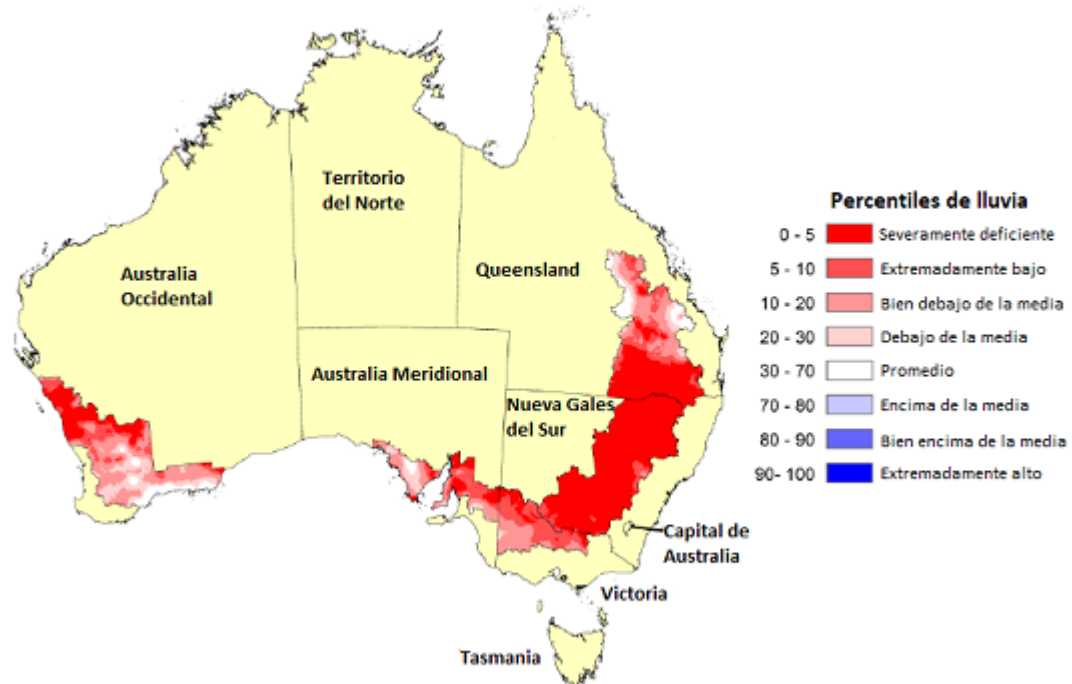 Territorio
del Norte
Australia
Occidental
Queensland
Australia Meridional
Nueva Gales
del Sur
Capital de
Australia
Victoria
Tasmania
Percentiles de lluvia
0 - 5 Severamente deficiente
5 - 10 Extremadamente bajo
10 - 20 Bien debajo de la media
20 - 30 Debajo de la media
30 - 70 Promedio
70 - 80 Encima de la media
80 - 90 Bien encima de la media
90- 100 Extremadamente alto